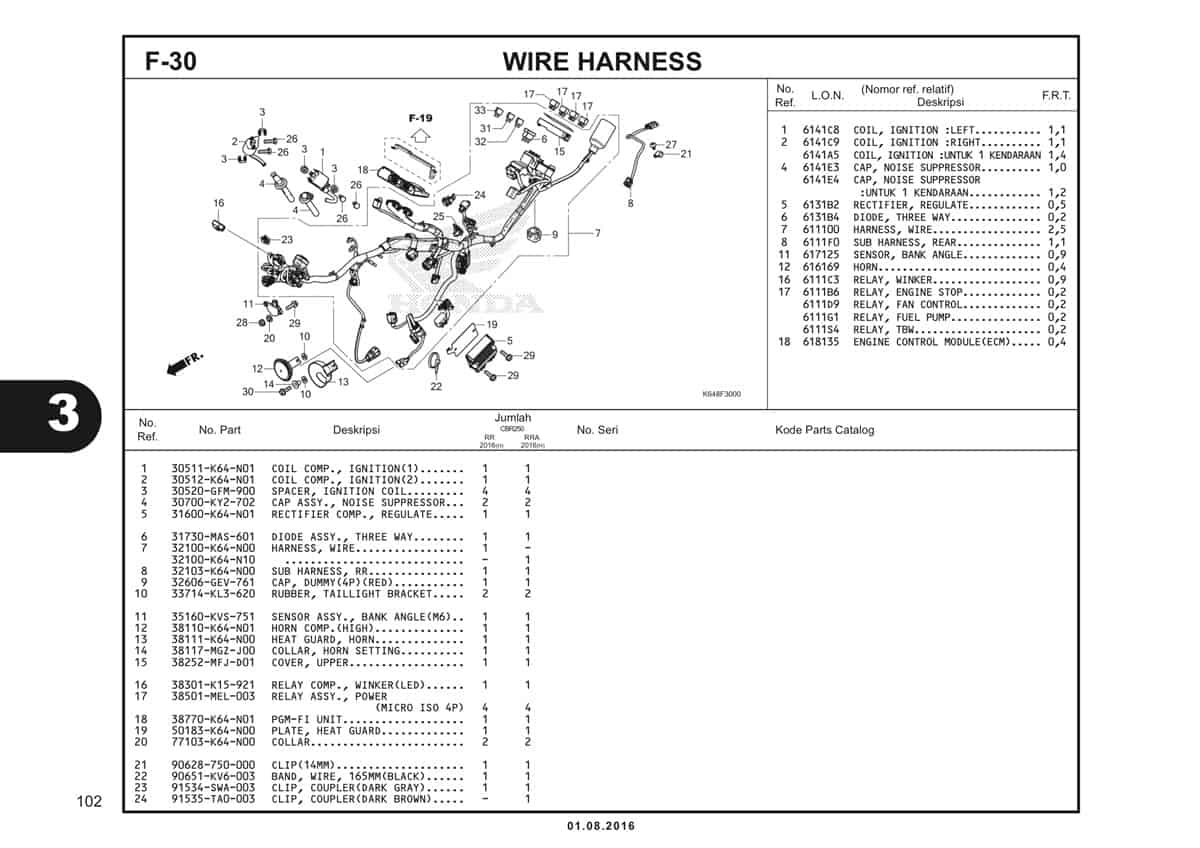 F-30
WIRE HARNESS
3
2
26
26
3
3
1
3
4
4
26
26
16
23
F-19
18
24
25
33
31
32
17
17
17
17
6
15
27
21
8
9
7
11
28
20
29
10
12
14
30
10
13
19
5
29
29
22
FR.
HONDA
K648F3000
No. Ref. L.O.N. (Nomor ref. relatif) Deskripsi F.R.T.
1 6141C8 COIL, IGNITION :LEFT........... 1,1
2 6141C9 COIL, IGNITION :RIGHT.......... 1,1
6141A5 COIL, IGNITION :UNTUK 1 KENDARAAN 1,4
4 6141E3 CAP, NOISE SUPPRESSOR.......... 1,0
6141E4 CAP, NOISE SUPPRESSOR
:UNTUK 1 KENDARAAN............ 1,2
5 6131B2 RECTIFIER, REGULATE............ 0,5
6 6131B4 DIODE, THREE WAY............... 0,2
7 611100 HARNESS, WIRE.................. 2,5
8 6111F0 SUB HARNESS, REAR.............. 1,1
11 617125 SENSOR, BANK ANGLE............. 0,9
12 616169 HORN........................... 0,4
16 6111C3 RELAY, WINKER.................. 0,9
17 6111B6 RELAY, ENGINE STOP............. 0,2
6111D9 RELAY, FAN CONTROL............. 0,2
6111G1 RELAY, FUEL PUMP............... 0,2
6111S4 RELAY, TBW..................... 0,2
18 618135 ENGINE CONTROL MODULE(ECM)..... 0,4
3
No. Ref. No. Part Deskripsi Jumlah No. Seri Kode Parts Catalog
CBR250
RR RRA
2016(H) 2016(H)
1 30511-K64-N01 COIL COMP., IGNITION(1)....... 1 1
2 30512-K64-N01 COIL COMP., IGNITION(2)....... 1 1
3 30520-GFM-900 SPACER, IGNITION COIL......... 4 4
4 30700-KY2-702 CAP ASSY., NOISE SUPPRESSOR... 2 2
5 31600-K64-N01 RECTIFIER COMP., REGULATE..... 1 1
6 31730-MAS-601 DIODE ASSY., THREE WAY........ 1 1
7 32100-K64-N00 HARNESS, WIRE................. 1 –
32100-K64-N10 ............................ – 1
8 32103-K64-N00 SUB HARNESS, RR............... 1 1
9 32606-GEV-761 CAP, DUMMY(4P)(RED)........... 1 1
10 33714-KL3-620 RUBBER, TAILLIGHT BRACKET..... 2 2
11 35160-KVS-751 SENSOR ASSY., BANK ANGLE(M6).. 1 1
12 38110-K64-N01 HORN COMP.(HIGH).............. 1 1
13 38111-K64-N00 HEAT GUARD, HORN.............. 1 1
14 38117-MGZ-J00 COLLAR, HORN SETTING.......... 1 1
15 38252-MFJ-D01 COVER, UPPER.................. 1 1
16 38301-K15-921 RELAY COMP., WINKER(LED)...... 1 1
17 38501-MEL-003 RELAY ASSY., POWER
(MICRO ISO 4P) 4 4
18 38770-K64-N01 PGM-FI UNIT................... 1 1
19 50183-K64-N00 PLATE, HEAT GUARD............. 1 1
20 77103-K64-N00 COLLAR........................ 2 2
21 90628-750-000 CLIP(14MM).................... 1 1
22 90651-KV6-003 BAND, WIRE, 165MM(BLACK)...... 1 1
23 91534-SWA-003 CLIP, COUPLER(DARK GRAY)...... 1 1
24 91535-TA0-003 CLIP, COUPLER(DARK BROWN)..... – 1
102
01.08.2016